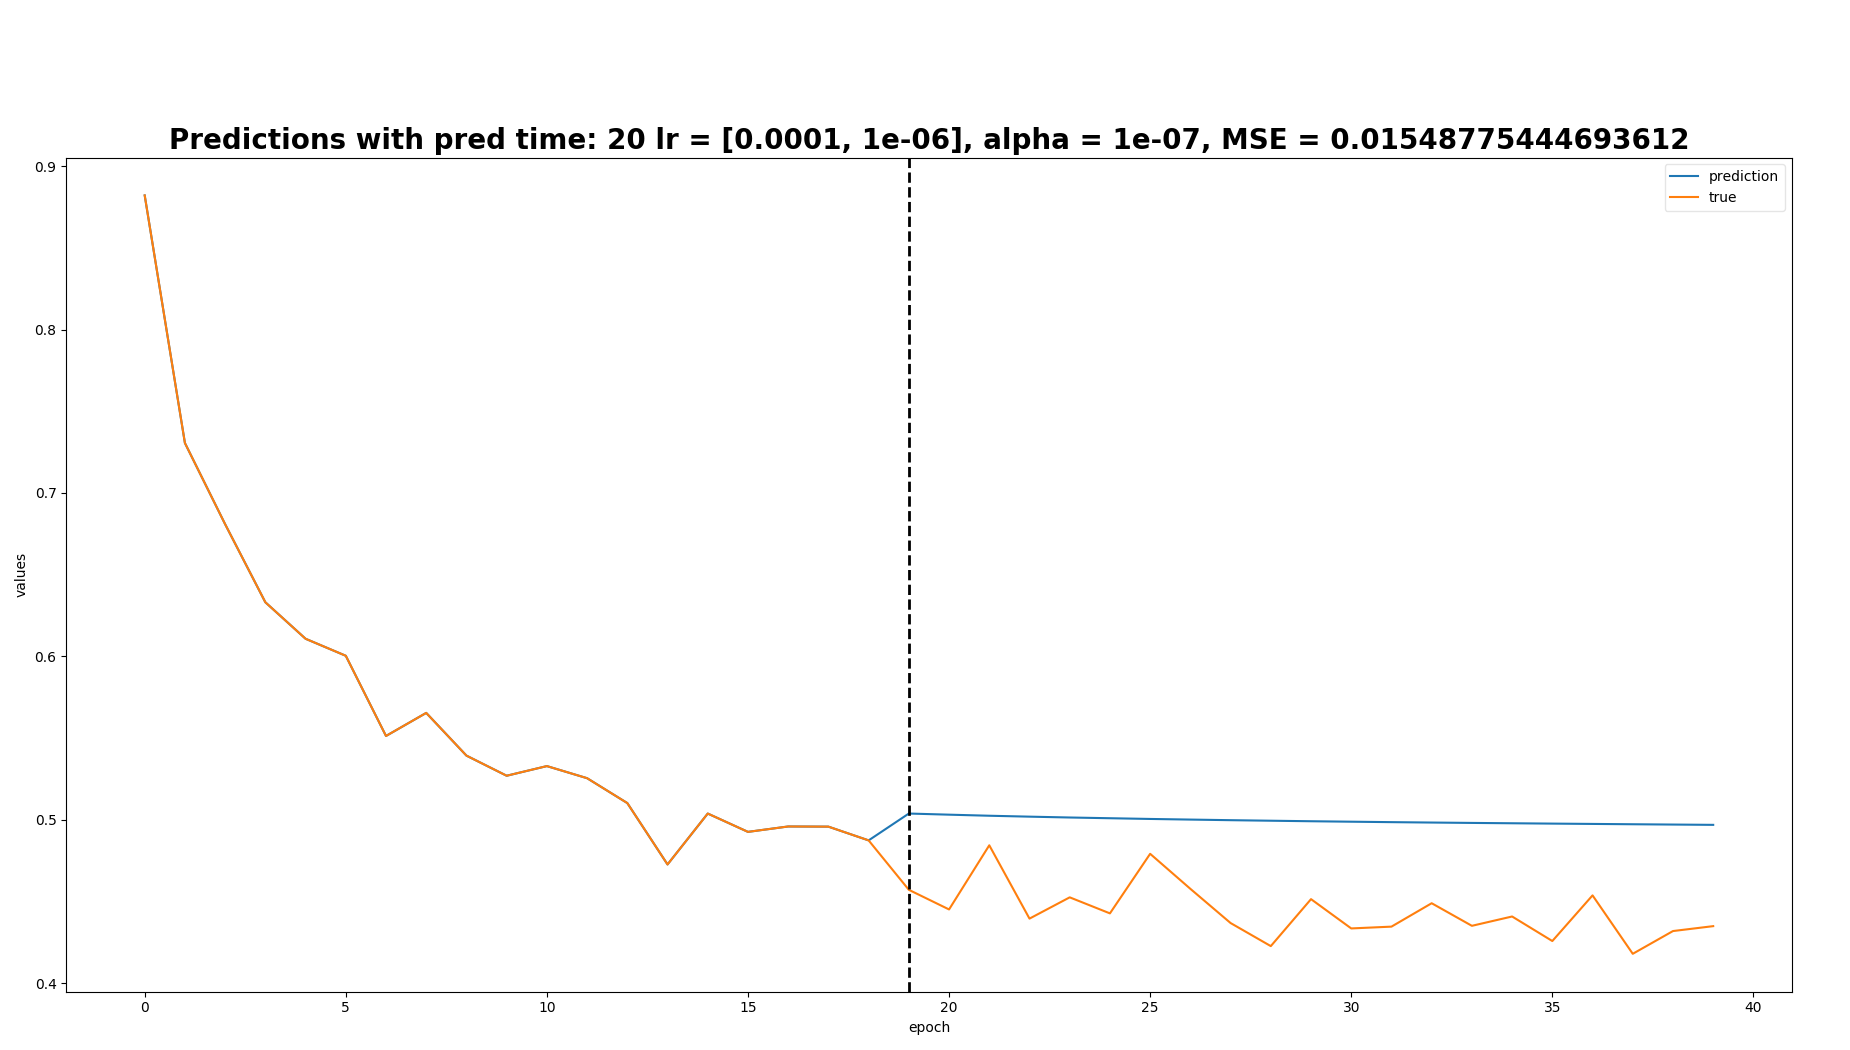 Predictions with pred time: 20 lr = [0.0001, 1e-06], alpha = 1e-07, MSE = 0.01548775444693612
prediction
true
0.9
0.8
0.7
0.6
0.5
0.4
values
0 5 10 15 20 25 30 35 40
epoch